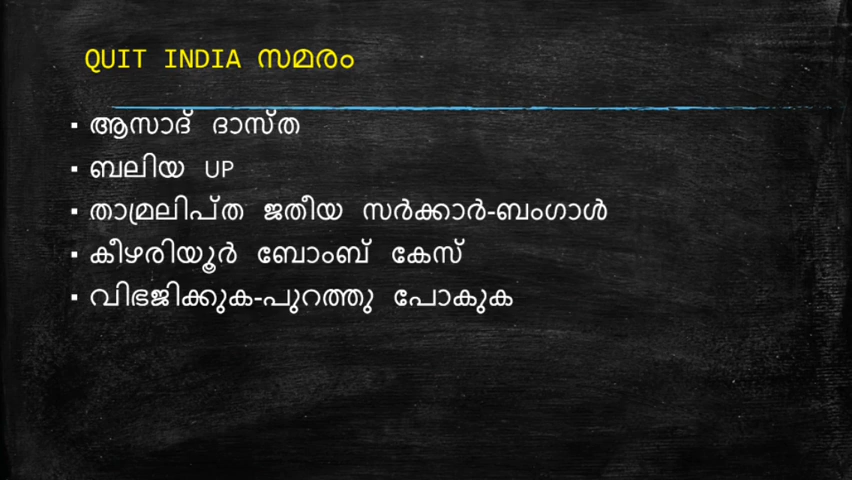 QUIT INDIA സമരം
▪ ആസാദ് ദാസ്ത
▪ ബലിയ UP
▪ താമ്രലിപ്ത ജതീയ സർക്കാർ-ബംഗാൾ
▪ കീഴരിയൂർ ബോംബ് കേസ്
▪ വിഭജിക്കുക-പുറത്തു പോകുക